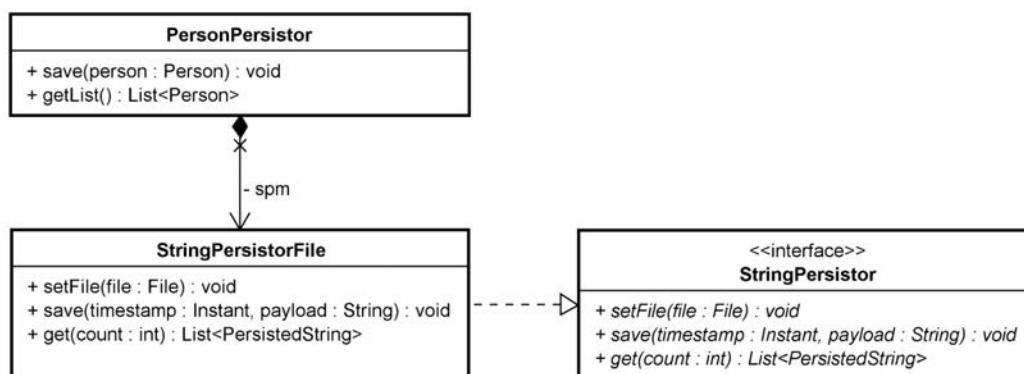 PersonPersistor
+ save(person : Person) : void
+ getList() : List<Person>
- spm
StringPersistorFile
+ setFile(file : File) : void
+ save(timestamp : Instant, payload : String) : void
+ get(count : int) : List<PersistedString>
<<interface>>
StringPersistor
+ setFile(file : File) : void
+ save(timestamp : Instant, payload : String) : void
+ get(count : int) : List<PersistedString>